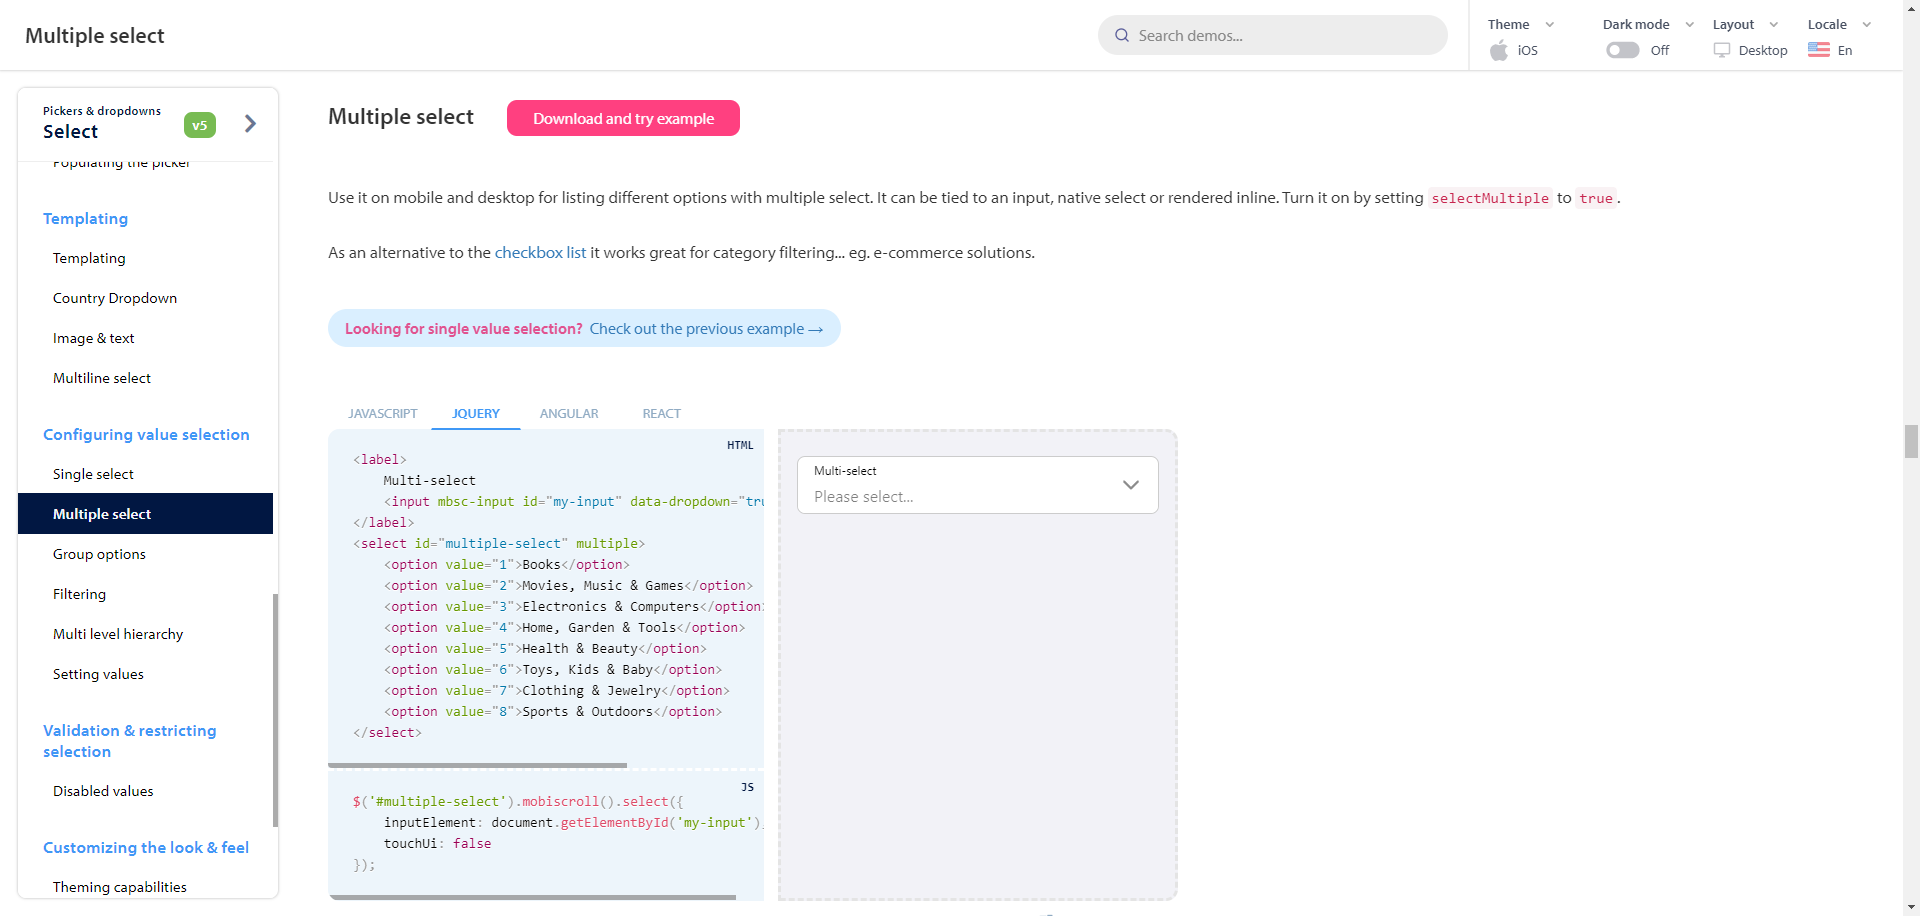 Multiple select
Search demos...
Theme
iOS
Dark mode
Off
Layout
Desktop
Locale
En
Pickers & dropdowns
Select
v5
Populating the picker
Templating
Templating
Country Dropdown
Image & text
Multiline select
Configuring value selection
Single select
Multiple select
Group options
Filtering
Multi level hierarchy
Setting values
Validation & restricting
selection
Disabled values
Customizing the look & feel
Theming capabilities
Multiple select
Download and try example
Use it on mobile and desktop for listing different options with multiple select. It can be tied to an input, native select or rendered inline. Turn it on by setting selectMultiple to true.
As an alternative to the checkbox list it works great for category filtering... eg. e-commerce solutions.
Looking for single value selection? Check out the previous example →
JAVASCRIPT
JQUERY
ANGULAR
REACT
HTML
<label>
Multi-select
<input mbsc-input id="my-input" data-dropdown="tru
</label>
<select id="multiple-select" multiple>
<option value="1">Books</option>
<option value="2">Movies, Music & Games</option>
<option value="3">Electronics & Computers</option>
<option value="4">Home, Garden & Tools</option>
<option value="5">Health & Beauty</option>
<option value="6">Toys, Kids & Baby</option>
<option value="7">Clothing & Jewelry</option>
<option value="8">Sports & Outdoors</option>
</select>
JS
$('#multiple-select').mobiscroll().select({
inputElement: document.getElementById('my-input'),
touchUi: false
});
Multi-select
Please select...